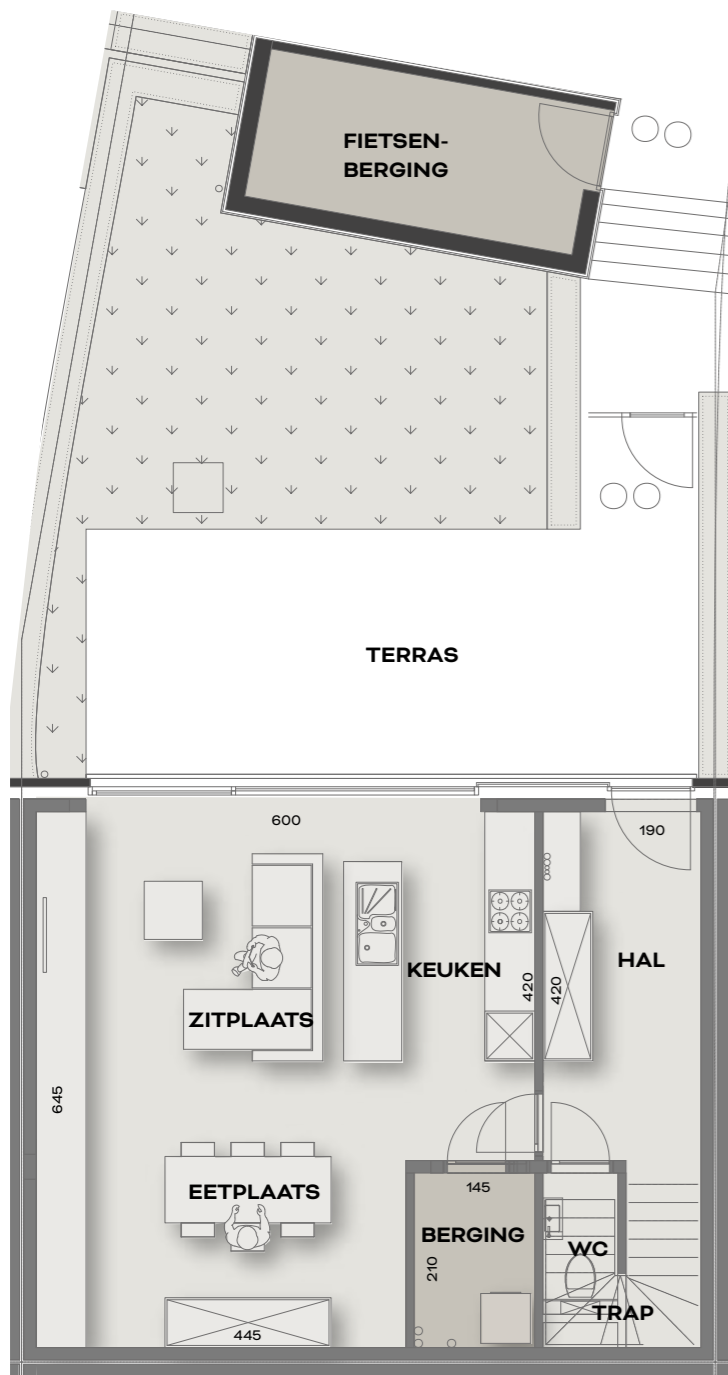 FIETSEN-
BERGING
TERRAS
600
190
KEUKEN
HAL
420
420
ZITPLAATS
645
EETPLAATS
145
BERGING
210
WC
TRAP
445